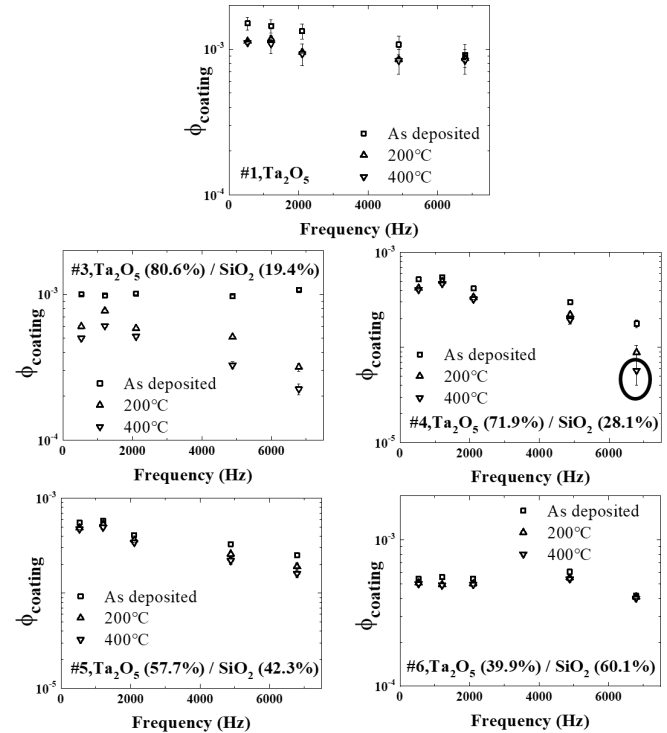 10⁻³
ϕcoating
As deposited
200°C
400°C
#1,Ta₂O₅
10⁻⁴
0 2000 4000 6000
Frequency (Hz)
#3,Ta₂O₅ (80.6%) / SiO₂ (19.4%)
10⁻³
ϕcoating
As deposited
200°C
400°C
10⁻⁴
0 2000 4000 6000
Frequency (Hz)
10⁻³
ϕcoating
10⁻⁴
As deposited
200°C
400°C
#4,Ta₂O₅ (71.9%) / SiO₂ (28.1%)
10⁻⁵
0 2000 4000 6000
Frequency (Hz)
10⁻³
ϕcoating
10⁻⁴
As deposited
200°C
400°C
#5,Ta₂O₅ (57.7%) / SiO₂ (42.3%)
10⁻⁵
0 2000 4000 6000
Frequency (Hz)
As deposited
200°C
400°C
10⁻³
ϕcoating
#6,Ta₂O₅ (39.9%) / SiO₂ (60.1%)
10⁻⁴
0 2000 4000 6000
Frequency (Hz)